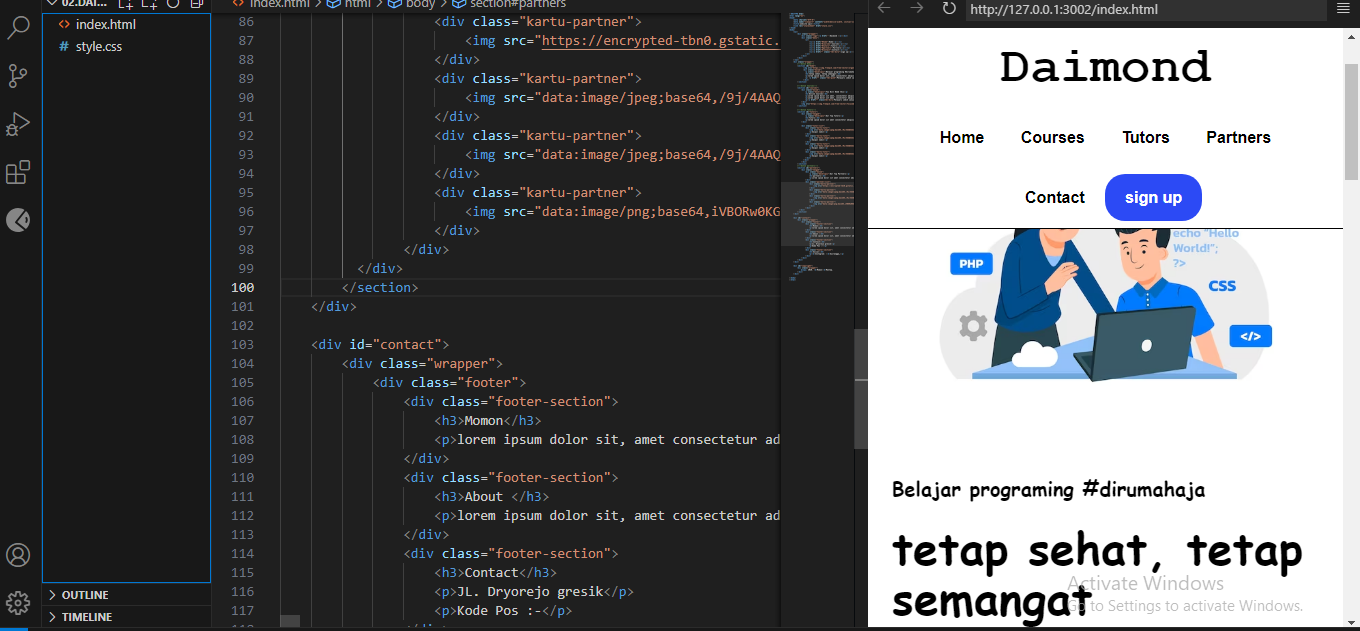 02.DAI...
index.html
style.css
OUTLINE
TIMELINE
index.html > html > body > section#partners
86 <div class="kartu-partner">
87 <img src="https://encrypted-tbn0.gstatic.
88 </div>
89 <div class="kartu-partner">
90 <img src="data:image/jpeg;base64,/9j/4AAQ
91 </div>
92 <div class="kartu-partner">
93 <img src="data:image/jpeg;base64,/9j/4AAQ
94 </div>
95 <div class="kartu-partner">
96 <img src="data:image/png;base64,iVBORw0KG
97 </div>
98 </div>
99 </div>
100 </section>
101 </div>
102
103 <div id="contact">
104 <div class="wrapper">
105 <div class="footer">
106 <div class="footer-section">
107 <h3>Momon</h3>
108 <p>lorem ipsum dolor sit, amet consectetur ad
109 </div>
110 <div class="footer-section">
111 <h3>About </h3>
112 <p>lorem ipsum dolor sit, amet consectetur ad
113 </div>
114 <div class="footer-section">
115 <h3>Contact</h3>
116 <p>JL. Dryorejo gresik</p>
117 <p>Kode Pos :-</p>
http://127.0.0.1:3002/index.html
Daimond
Home Courses Tutors Partners
Contact sign up
echo "Hello
World!";
?>
PHP
CSS
</>
Belajar programing #dirumahaja
tetap sehat, tetap
semangat
Activate Windows
Go to Settings to activate Windows.